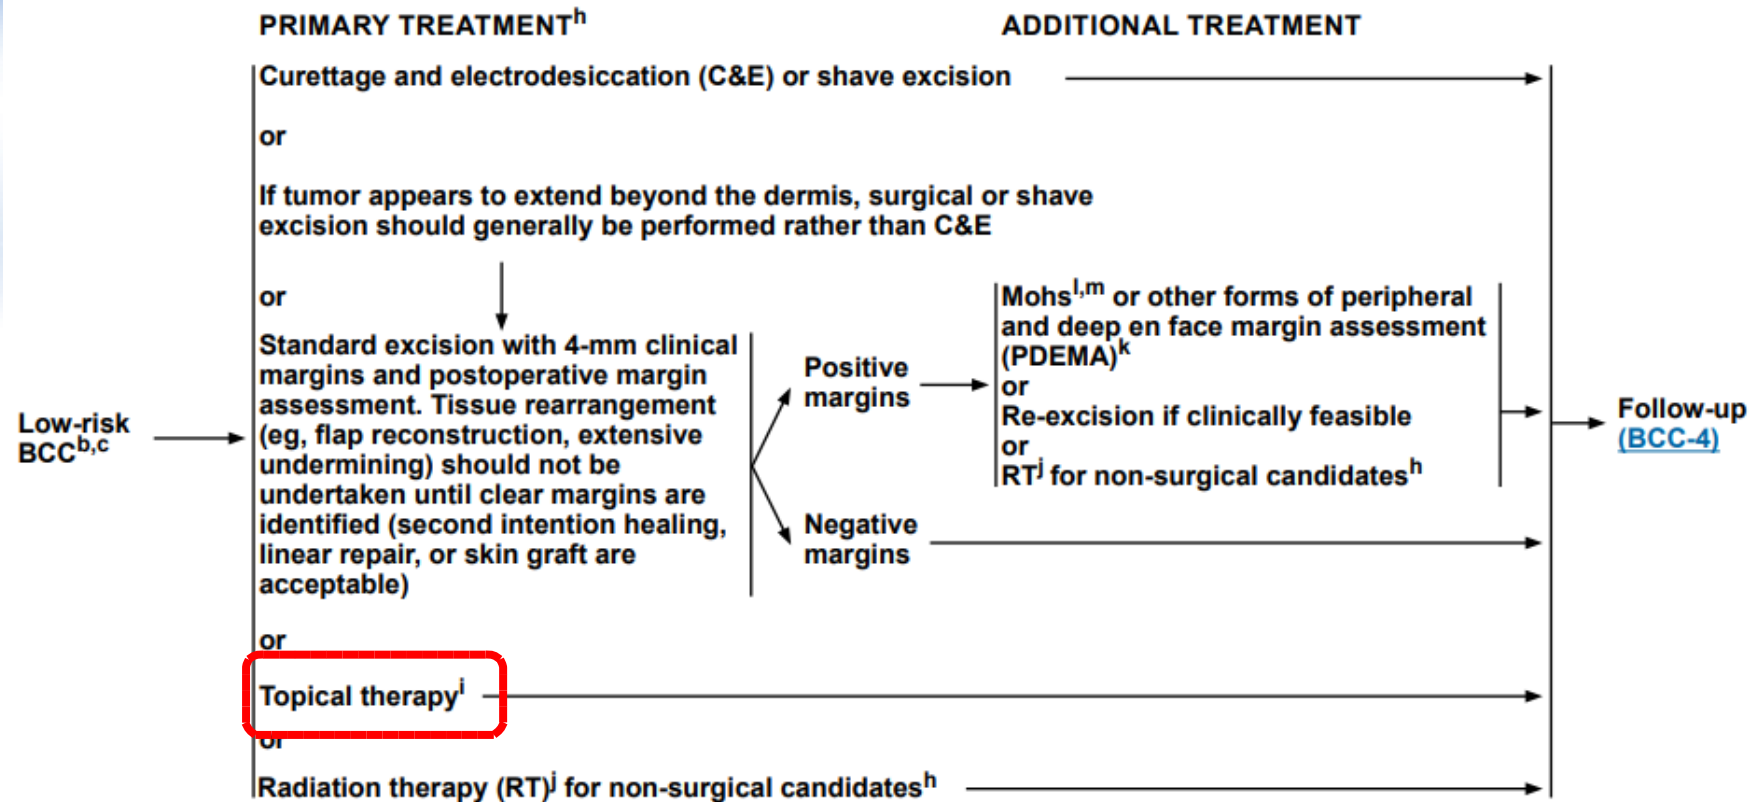 PRIMARY TREATMENTh
ADDITIONAL TREATMENT
Curettage and electrodesiccation (C&E) or shave excision
or
If tumor appears to extend beyond the dermis, surgical or shave
excision should generally be performed rather than C&E
or
Standard excision with 4-mm clinical
margins and postoperative margin
assessment. Tissue rearrangement
(eg, flap reconstruction, extensive
undermining) should not be
undertaken until clear margins are
identified (second intention healing,
linear repair, or skin graft are
acceptable)
Low-risk
BCCb,c
Positive
margins
Negative
margins
Mohsl,m or other forms of peripheral
and deep en face margin assessment
(PDEMA)k
or
Re-excision if clinically feasible
or
RTj for non-surgical candidatesh
Follow-up
(BCC-4)
or
Topical therapyi
or
Radiation therapy (RT)j for non-surgical candidatesh